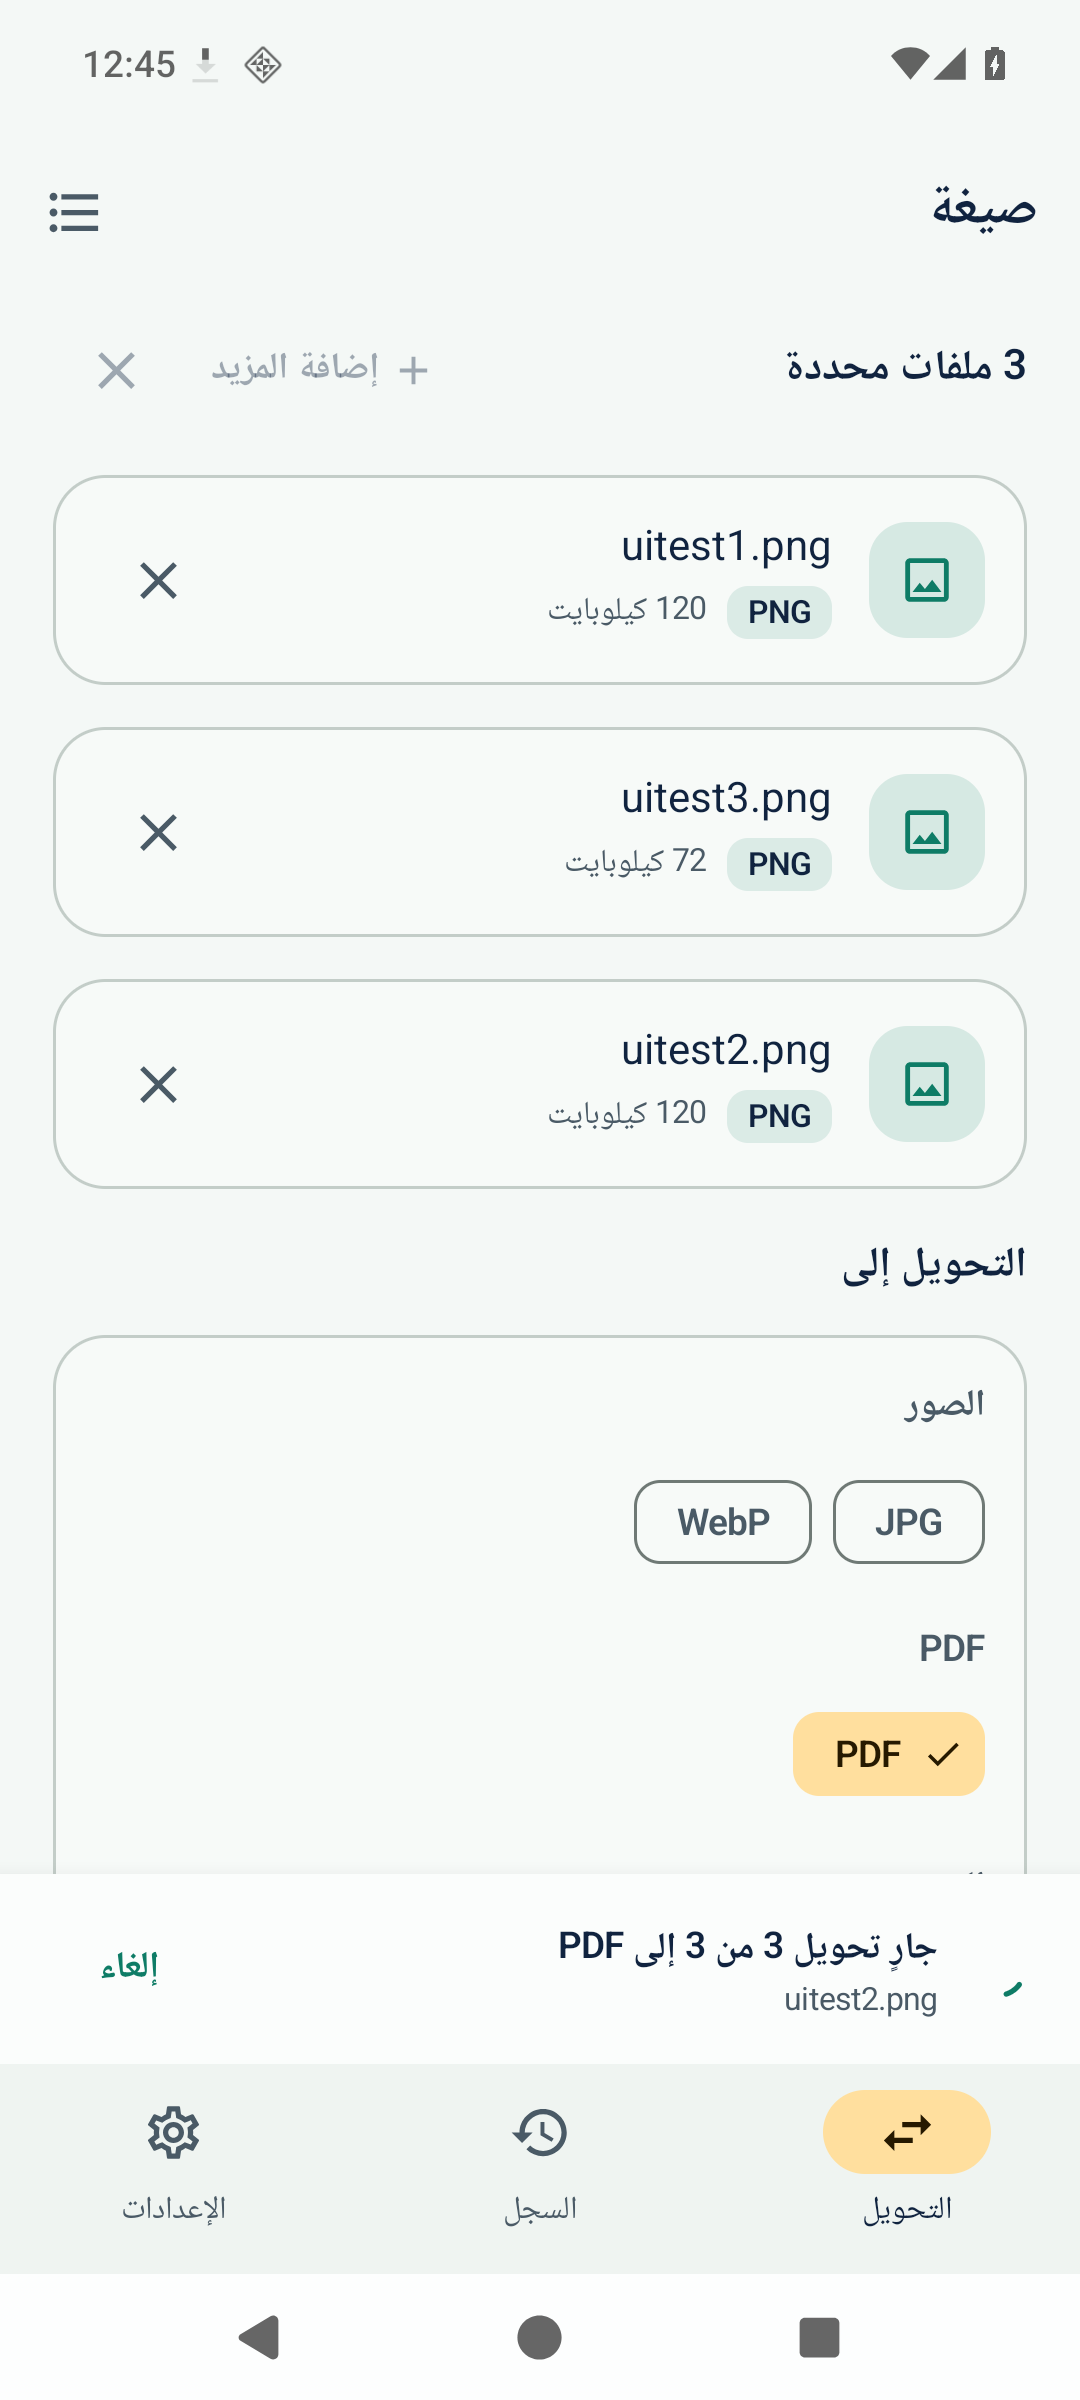 12:45
صيغة
3 ملفات محددة
إضافة المزيد
uitest1.png
PNG 120 كيلوبايت
uitest3.png
PNG 72 كيلوبايت
uitest2.png
PNG 120 كيلوبايت
التحويل إلى
الصور
JPG WebP
PDF
PDF
جارٍ تحويل 3 من 3 إلى PDF
uitest2.png
إلغاء
التحويل السجل الإعدادات